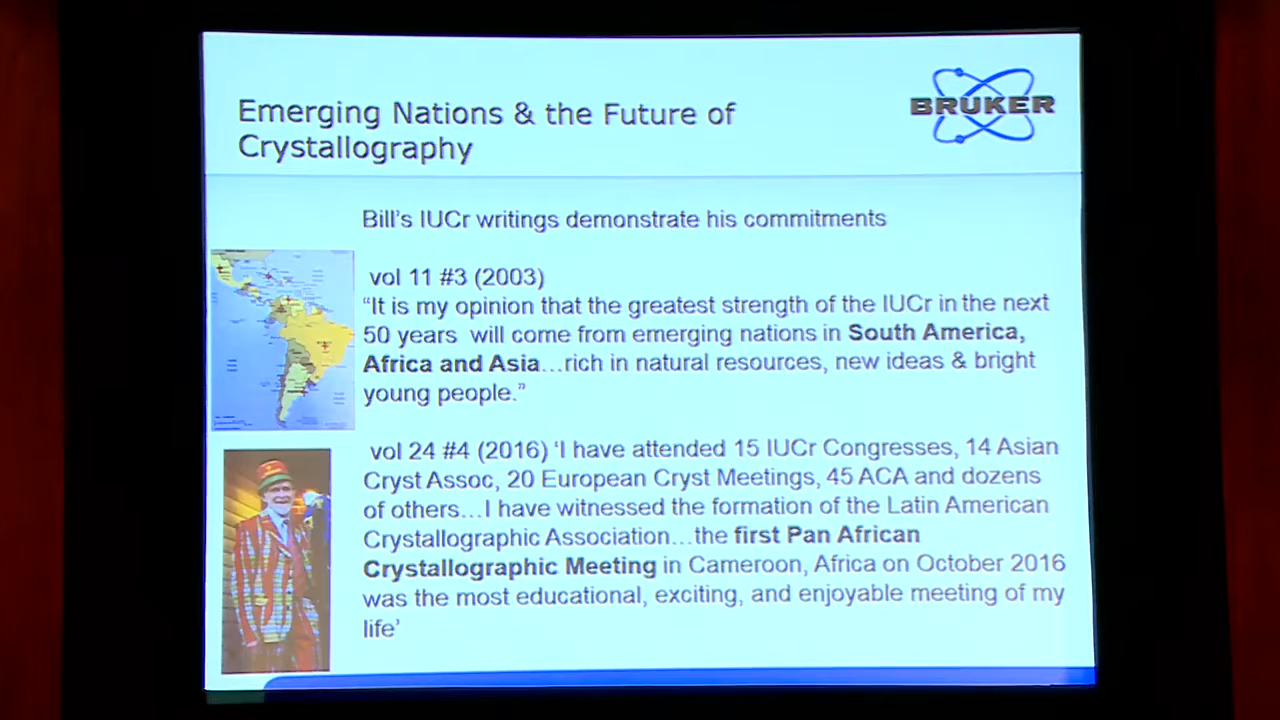 Emerging Nations & the Future of
Crystallography
BRUKER
Bill's IUCr writings demonstrate his commitments
vol 11 #3 (2003)
“It is my opinion that the greatest strength of the IUCr in the next
50 years will come from emerging nations in South America,
Africa and Asia…rich in natural resources, new ideas & bright
young people.”
vol 24 #4 (2016) ‘I have attended 15 IUCr Congresses, 14 Asian
Cryst Assoc, 20 European Cryst Meetings, 45 ACA and dozens
of others…I have witnessed the formation of the Latin American
Crystallographic Association…the first Pan African
Crystallographic Meeting in Cameroon, Africa on October 2016
was the most educational, exciting, and enjoyable meeting of my
life’